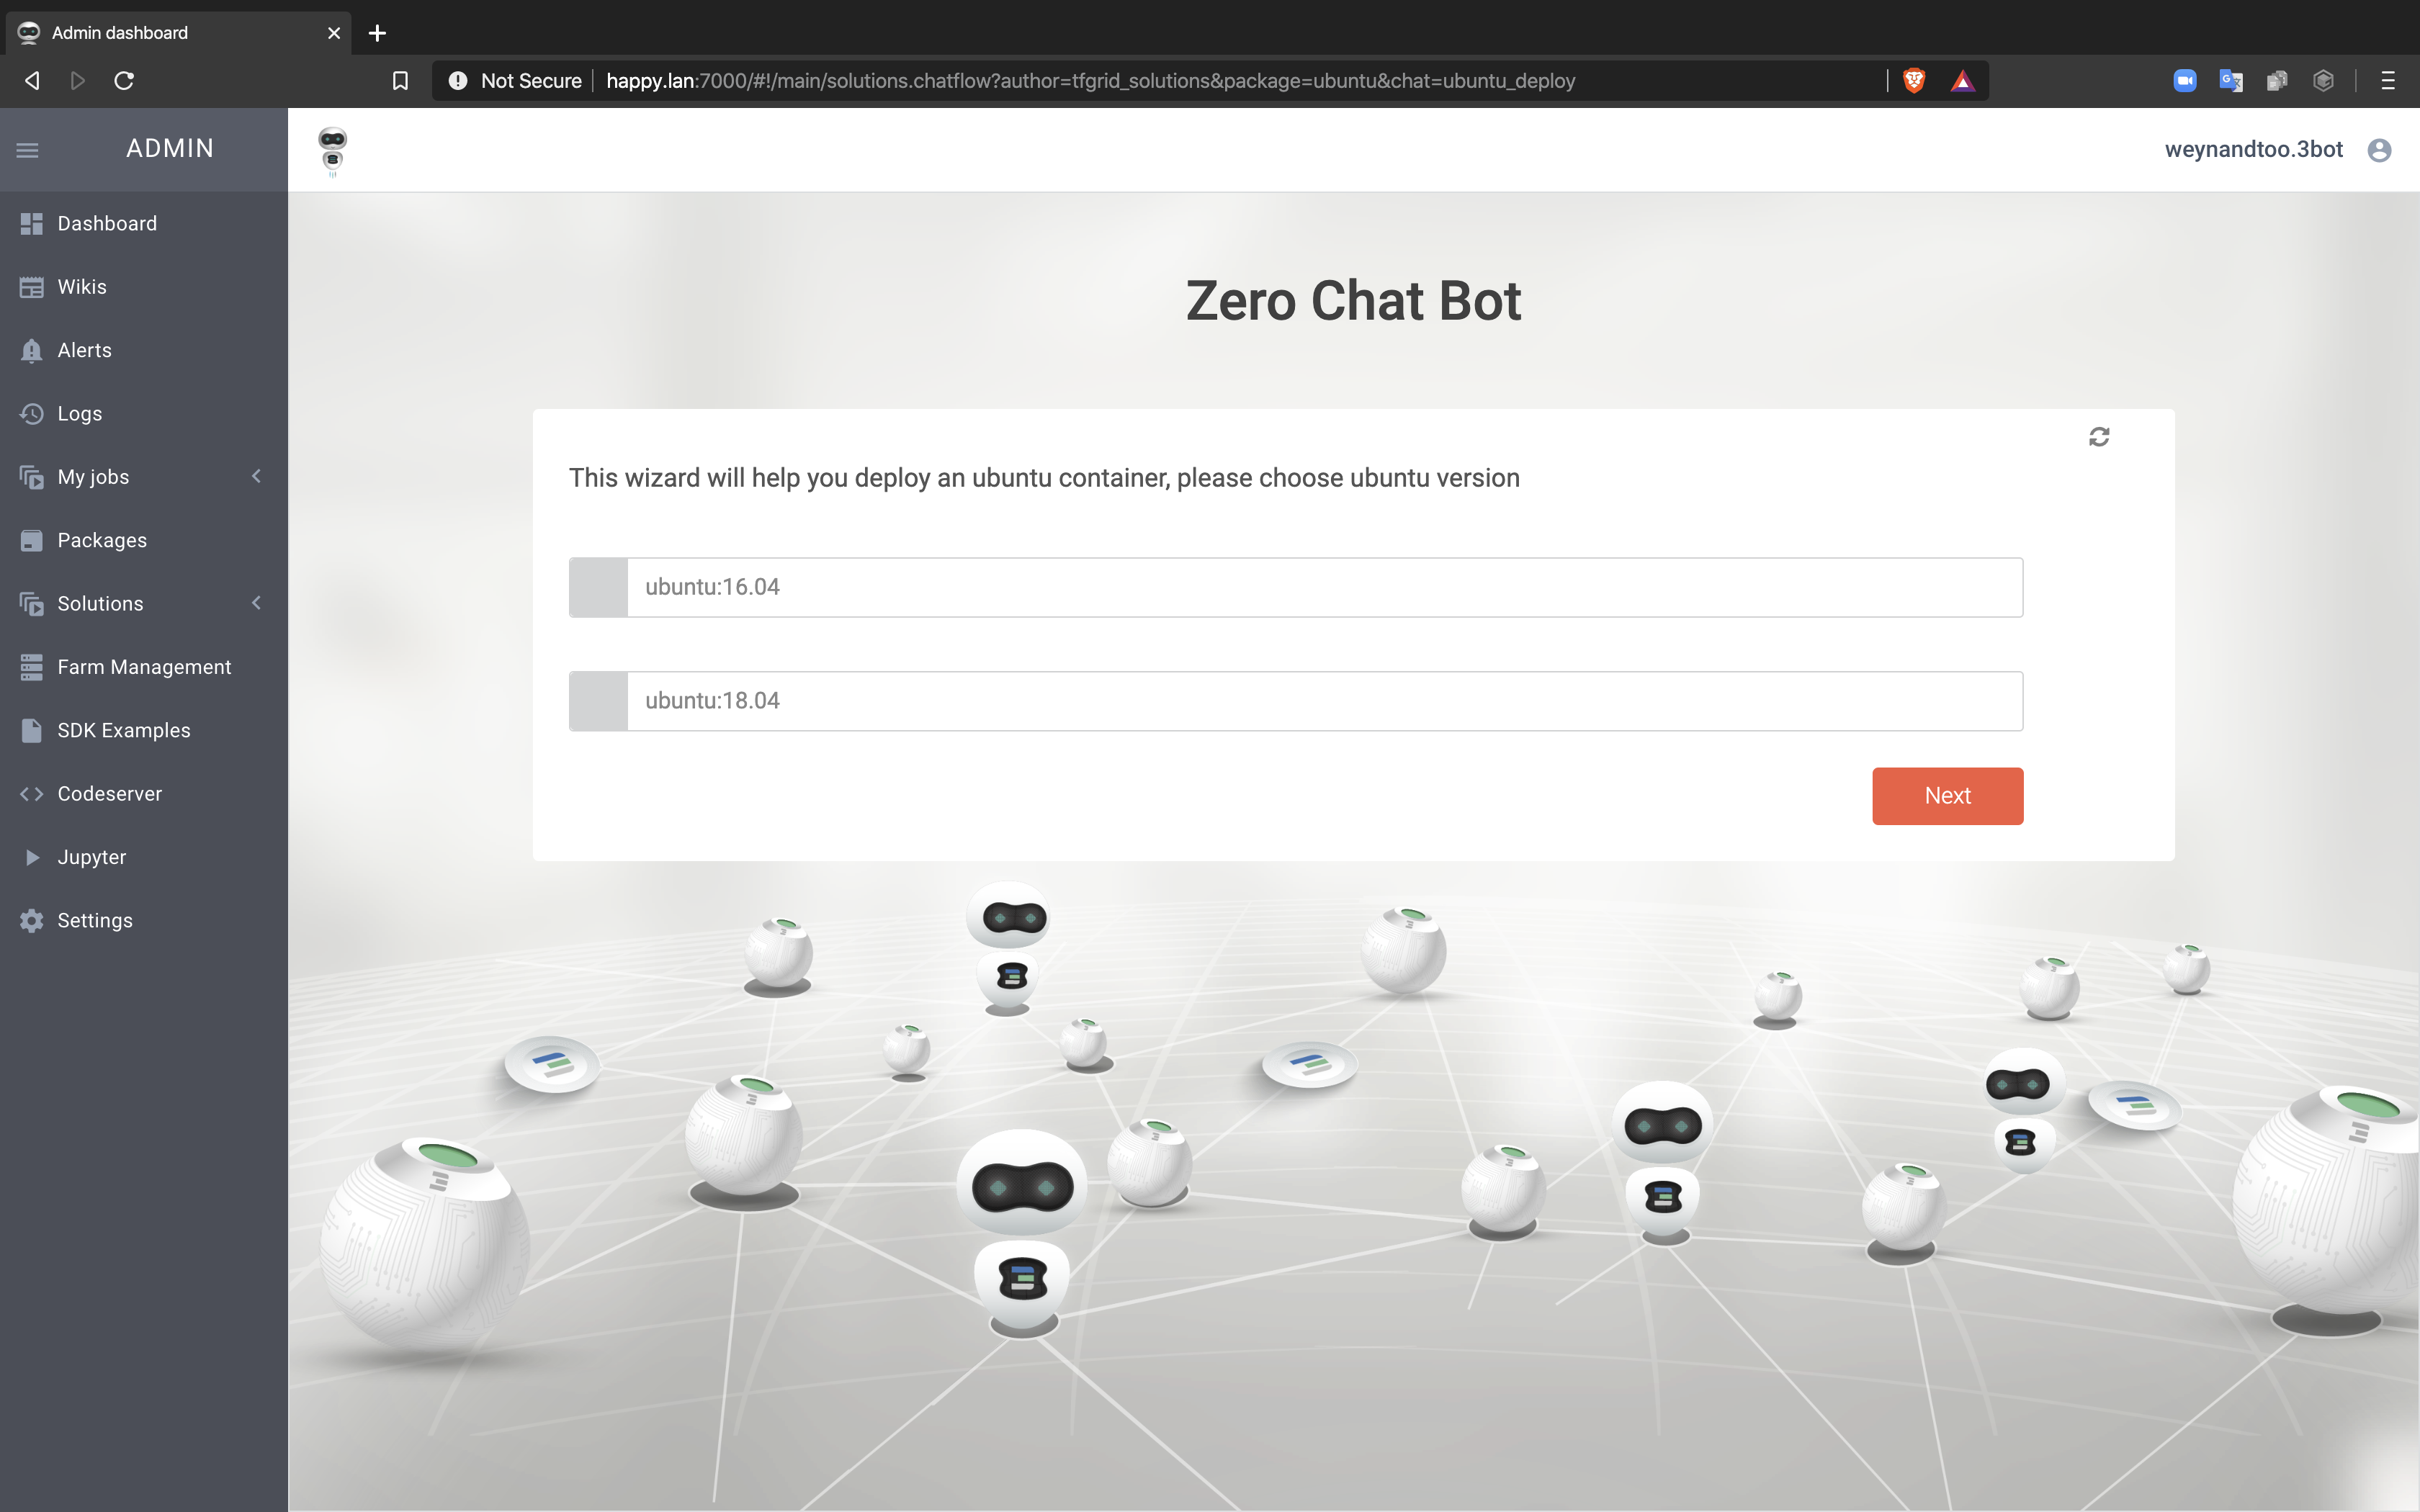 Admin dashboard
Not Secure
happy.lan:7000/#!/main/solutions.chatflow?author=tfgrid_solutions&package=ubuntu&chat=ubuntu_deploy
ADMIN
weynandtoo.3bot
Dashboard
Wikis
Alerts
Logs
My jobs
Packages
Solutions
Farm Management
SDK Examples
Codeserver
Jupyter
Settings
Zero Chat Bot
This wizard will help you deploy an ubuntu container, please choose ubuntu version
ubuntu:16.04
ubuntu:18.04
Next